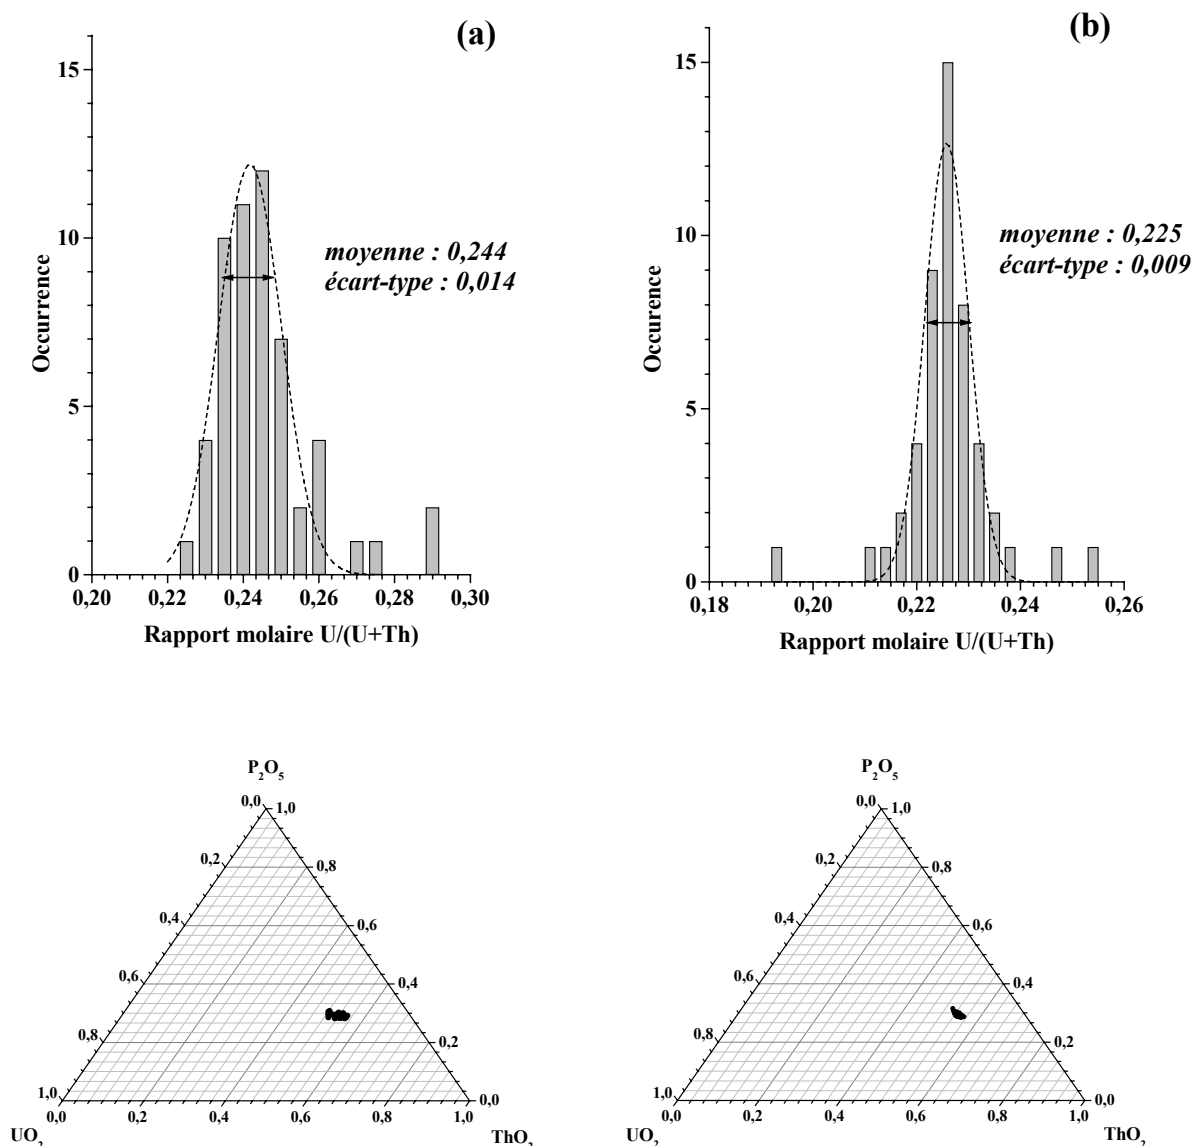 (a)
15
10
5
0
Occurrence
moyenne : 0,244
écart-type : 0,014
0,20 0,22 0,24 0,26 0,28 0,30
Rapport molaire U/(U+Th)
(b)
15
10
5
0
Occurence
moyenne : 0,225
écart-type : 0,009
0,18 0,20 0,22 0,24 0,26
Rapport molaire U/(U+Th)
P₂O₅
0,0 1,0
0,2 0,8
0,4 0,6
0,6 0,4
0,8 0,2
1,0 0,0
0,0 0,2 0,4 0,6 0,8 1,0
UO₂ ThO₂
P₂O₅
0,0 1,0
0,2 0,8
0,4 0,6
0,6 0,4
0,8 0,2
1,0 0,0
0,0 0,2 0,4 0,6 0,8 1,0
UO₂ ThO₂